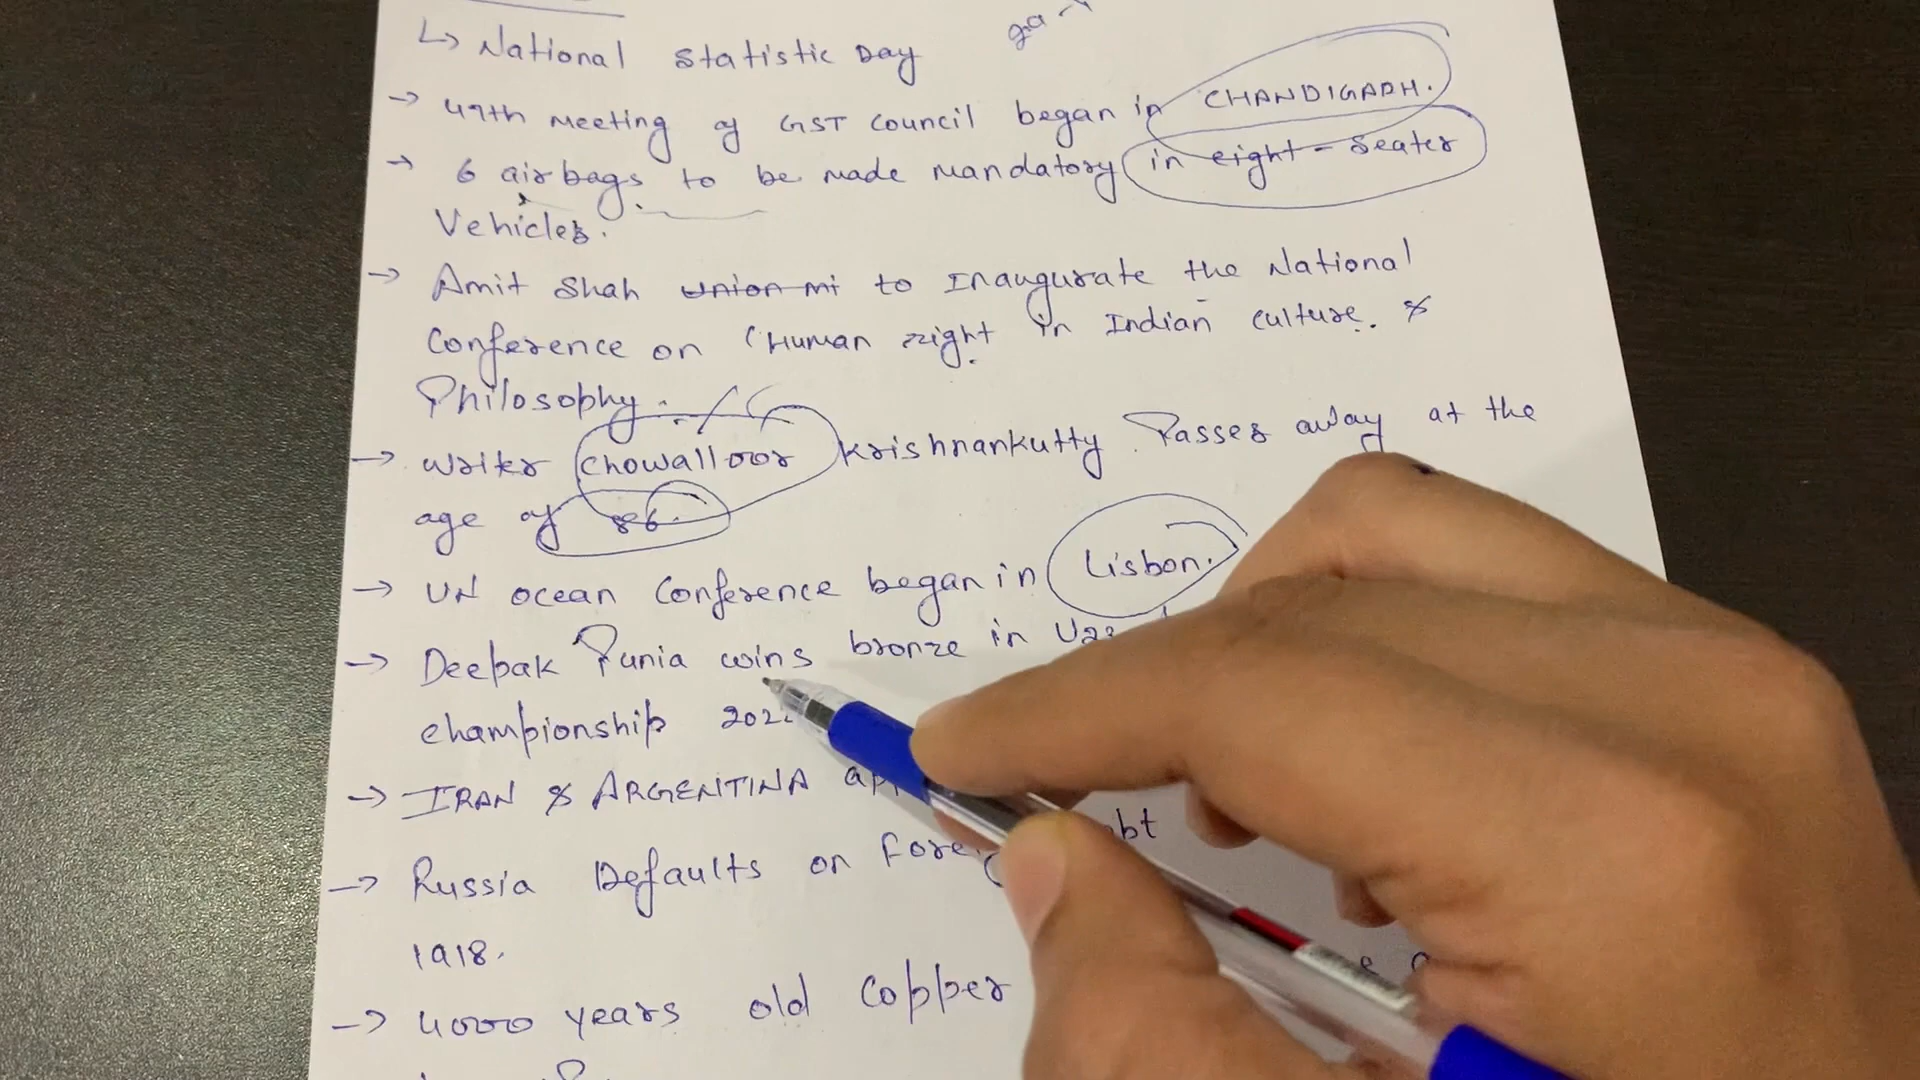 ↳ National Statistic Day
→ 47th Meeting of GST Council began in CHANDIGARH.
→ 6 airbags to be made mandatory in eight-Seater
Vehicles.
→ Amit Shah to Inaugurate the National
Conference on (Human right in Indian culture. &
Philosophy.
→ writer Chowalloor Krishnankutty Passes away at the
age of 86.
→ UN ocean Conference began in Lisbon.
→ Deepak Punia wins bronze in U23
championship 202
→ IRAN & ARGENTINA
→ Russia Defaults on
1918.
→ 4000 years old Copper